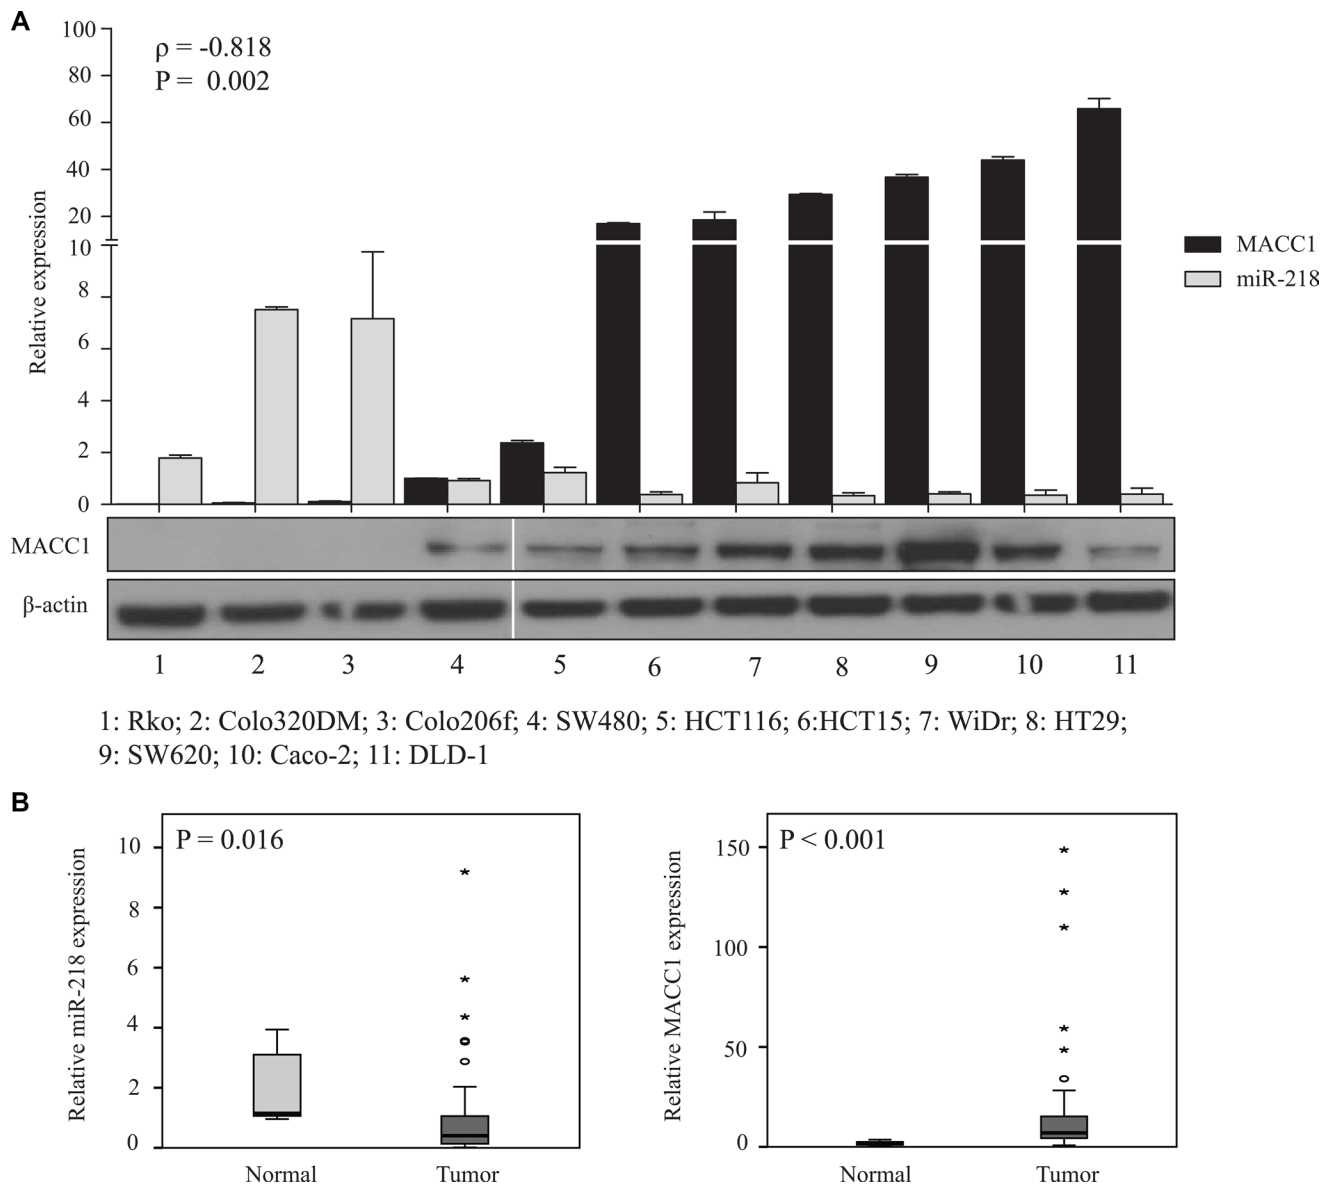 A
100
80
60
40
20
10
8
6
4
2
0
Relative expression
ρ = -0.818
P = 0.002
MACC1
miR-218
MACC1
β-actin
1 2 3 4 5 6 7 8 9 10 11
1: Rko; 2: Colo320DM; 3: Colo206f; 4: SW480; 5: HCT116; 6:HCT15; 7: WiDr; 8: HT29;
9: SW620; 10: Caco-2; 11: DLD-1
B
P = 0.016
10
8
6
4
2
0
Relative miR-218 expression
Normal Tumor
P < 0.001
150
100
50
0
Relative MACC1 expression
Normal Tumor